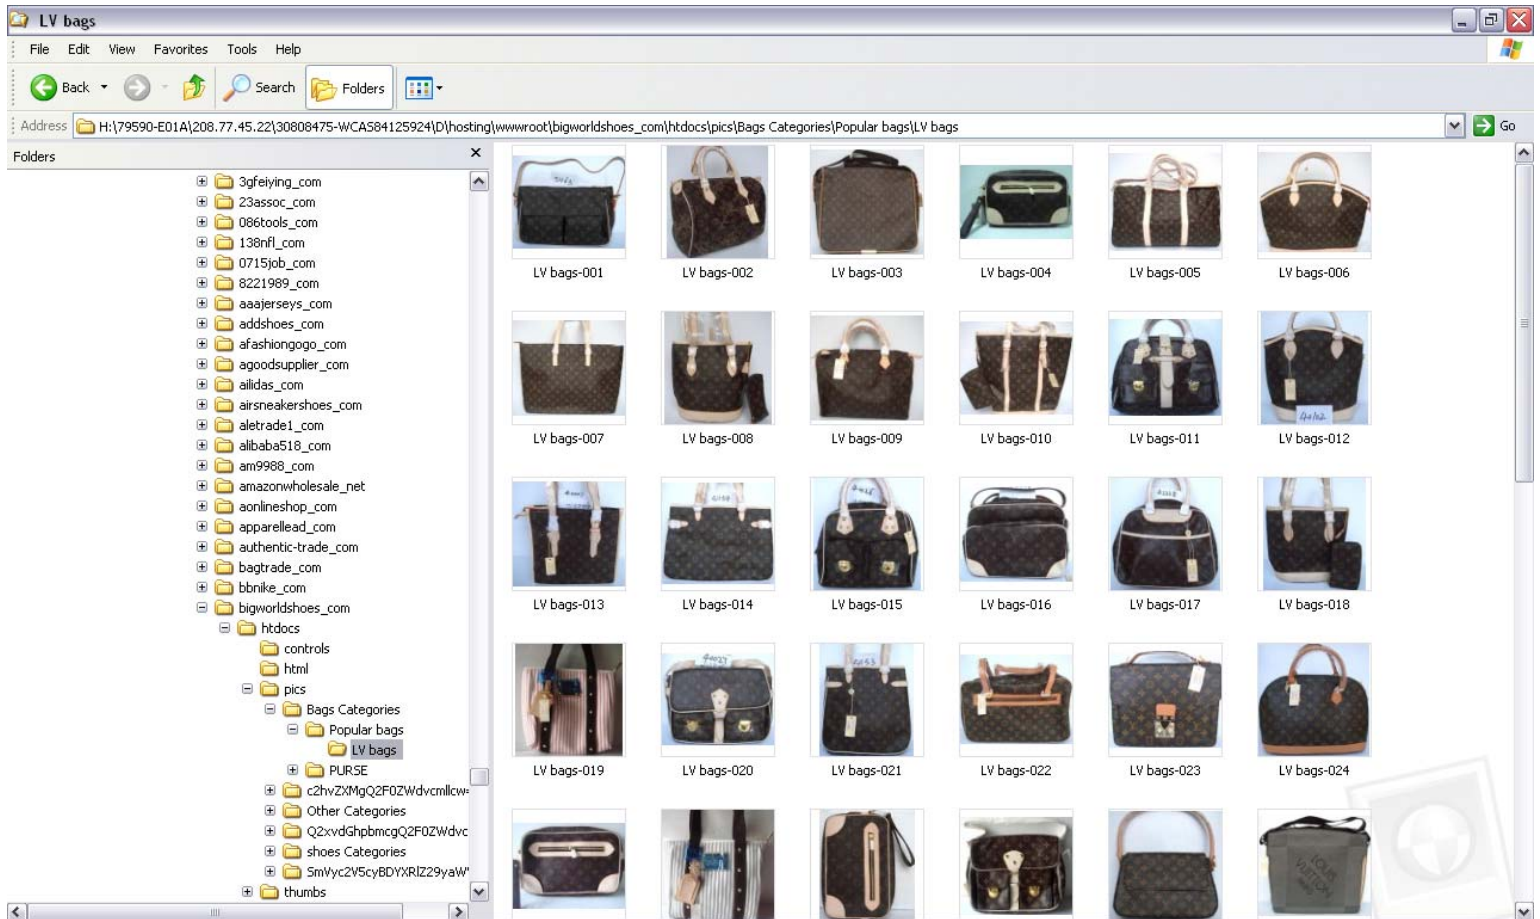 LV bags
File Edit View Favorites Tools Help
Back Search Folders
Address H:\79590-E01A\208.77.45.22\30808475-WCAS84125924\D\hosting\wwwroot\bigworldshoes_com\htdocs\pics\Bags Categories\Popular bags\LV bags Go
Folders
3gfeiying_com
23assoc_com
086tools_com
138nfl_com
0715job_com
8221989_com
aaajerseys_com
addshoes_com
afashiongogo_com
agoodsupplier_com
ailidas_com
airsneakershoes_com
aletrade1_com
alibaba518_com
am9988_com
amazonwholesale_net
aonlineshop_com
apparellead_com
authentic-trade_com
bagtrade_com
bbnike_com
bigworldshoes_com
htdocs
controls
html
pics
Bags Categories
Popular bags
LV bags
PURSE
Other Categories
shoes Categories
thumbs
LV bags-001 LV bags-002 LV bags-003 LV bags-004 LV bags-005 LV bags-006
LV bags-007 LV bags-008 LV bags-009 LV bags-010 LV bags-011 LV bags-012
LV bags-013 LV bags-014 LV bags-015 LV bags-016 LV bags-017 LV bags-018
LV bags-019 LV bags-020 LV bags-021 LV bags-022 LV bags-023 LV bags-024
LOUIS
VUITTON